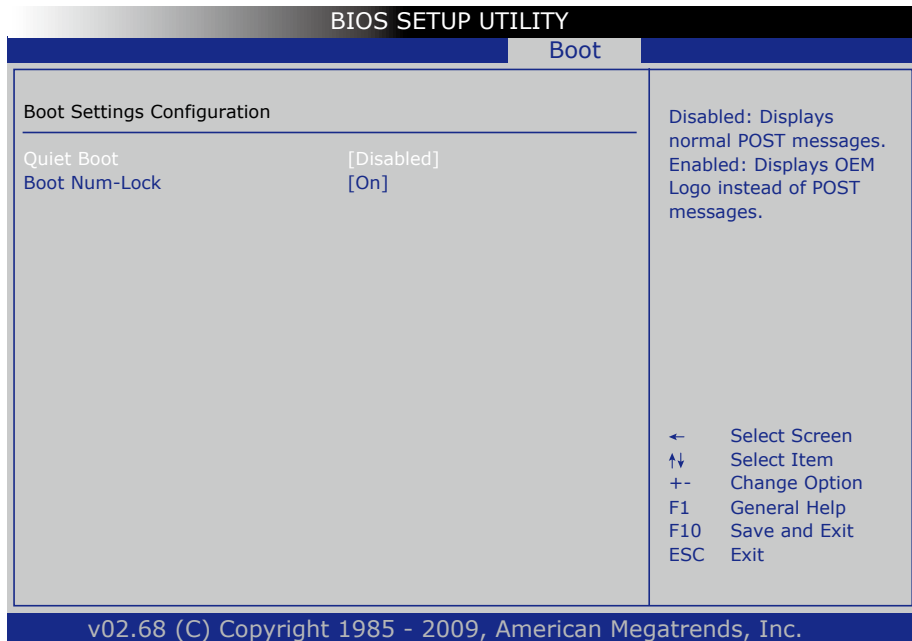 BIOS SETUP UTILITY
Boot
Boot Settings Configuration
Quiet Boot [Disabled]
Boot Num-Lock [On]
Disabled: Displays
normal POST messages.
Enabled: Displays OEM
Logo instead of POST
messages.
← Select Screen
↑↓ Select Item
+- Change Option
F1 General Help
F10 Save and Exit
ESC Exit
v02.68 (C) Copyright 1985 - 2009, American Megatrends, Inc.